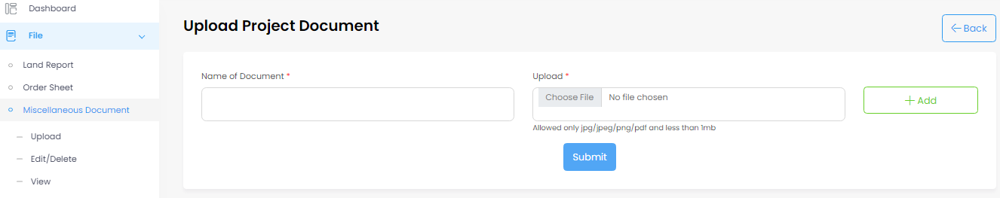 Dashboard
File
Land Report
Order Sheet
Miscellaneous Document
Upload
Edit/Delete
View
Upload Project Document
Back
Name of Document *
Upload *
Choose File No file chosen
Add
Allowed only jpg/jpeg/png/pdf and less than 1mb
Submit